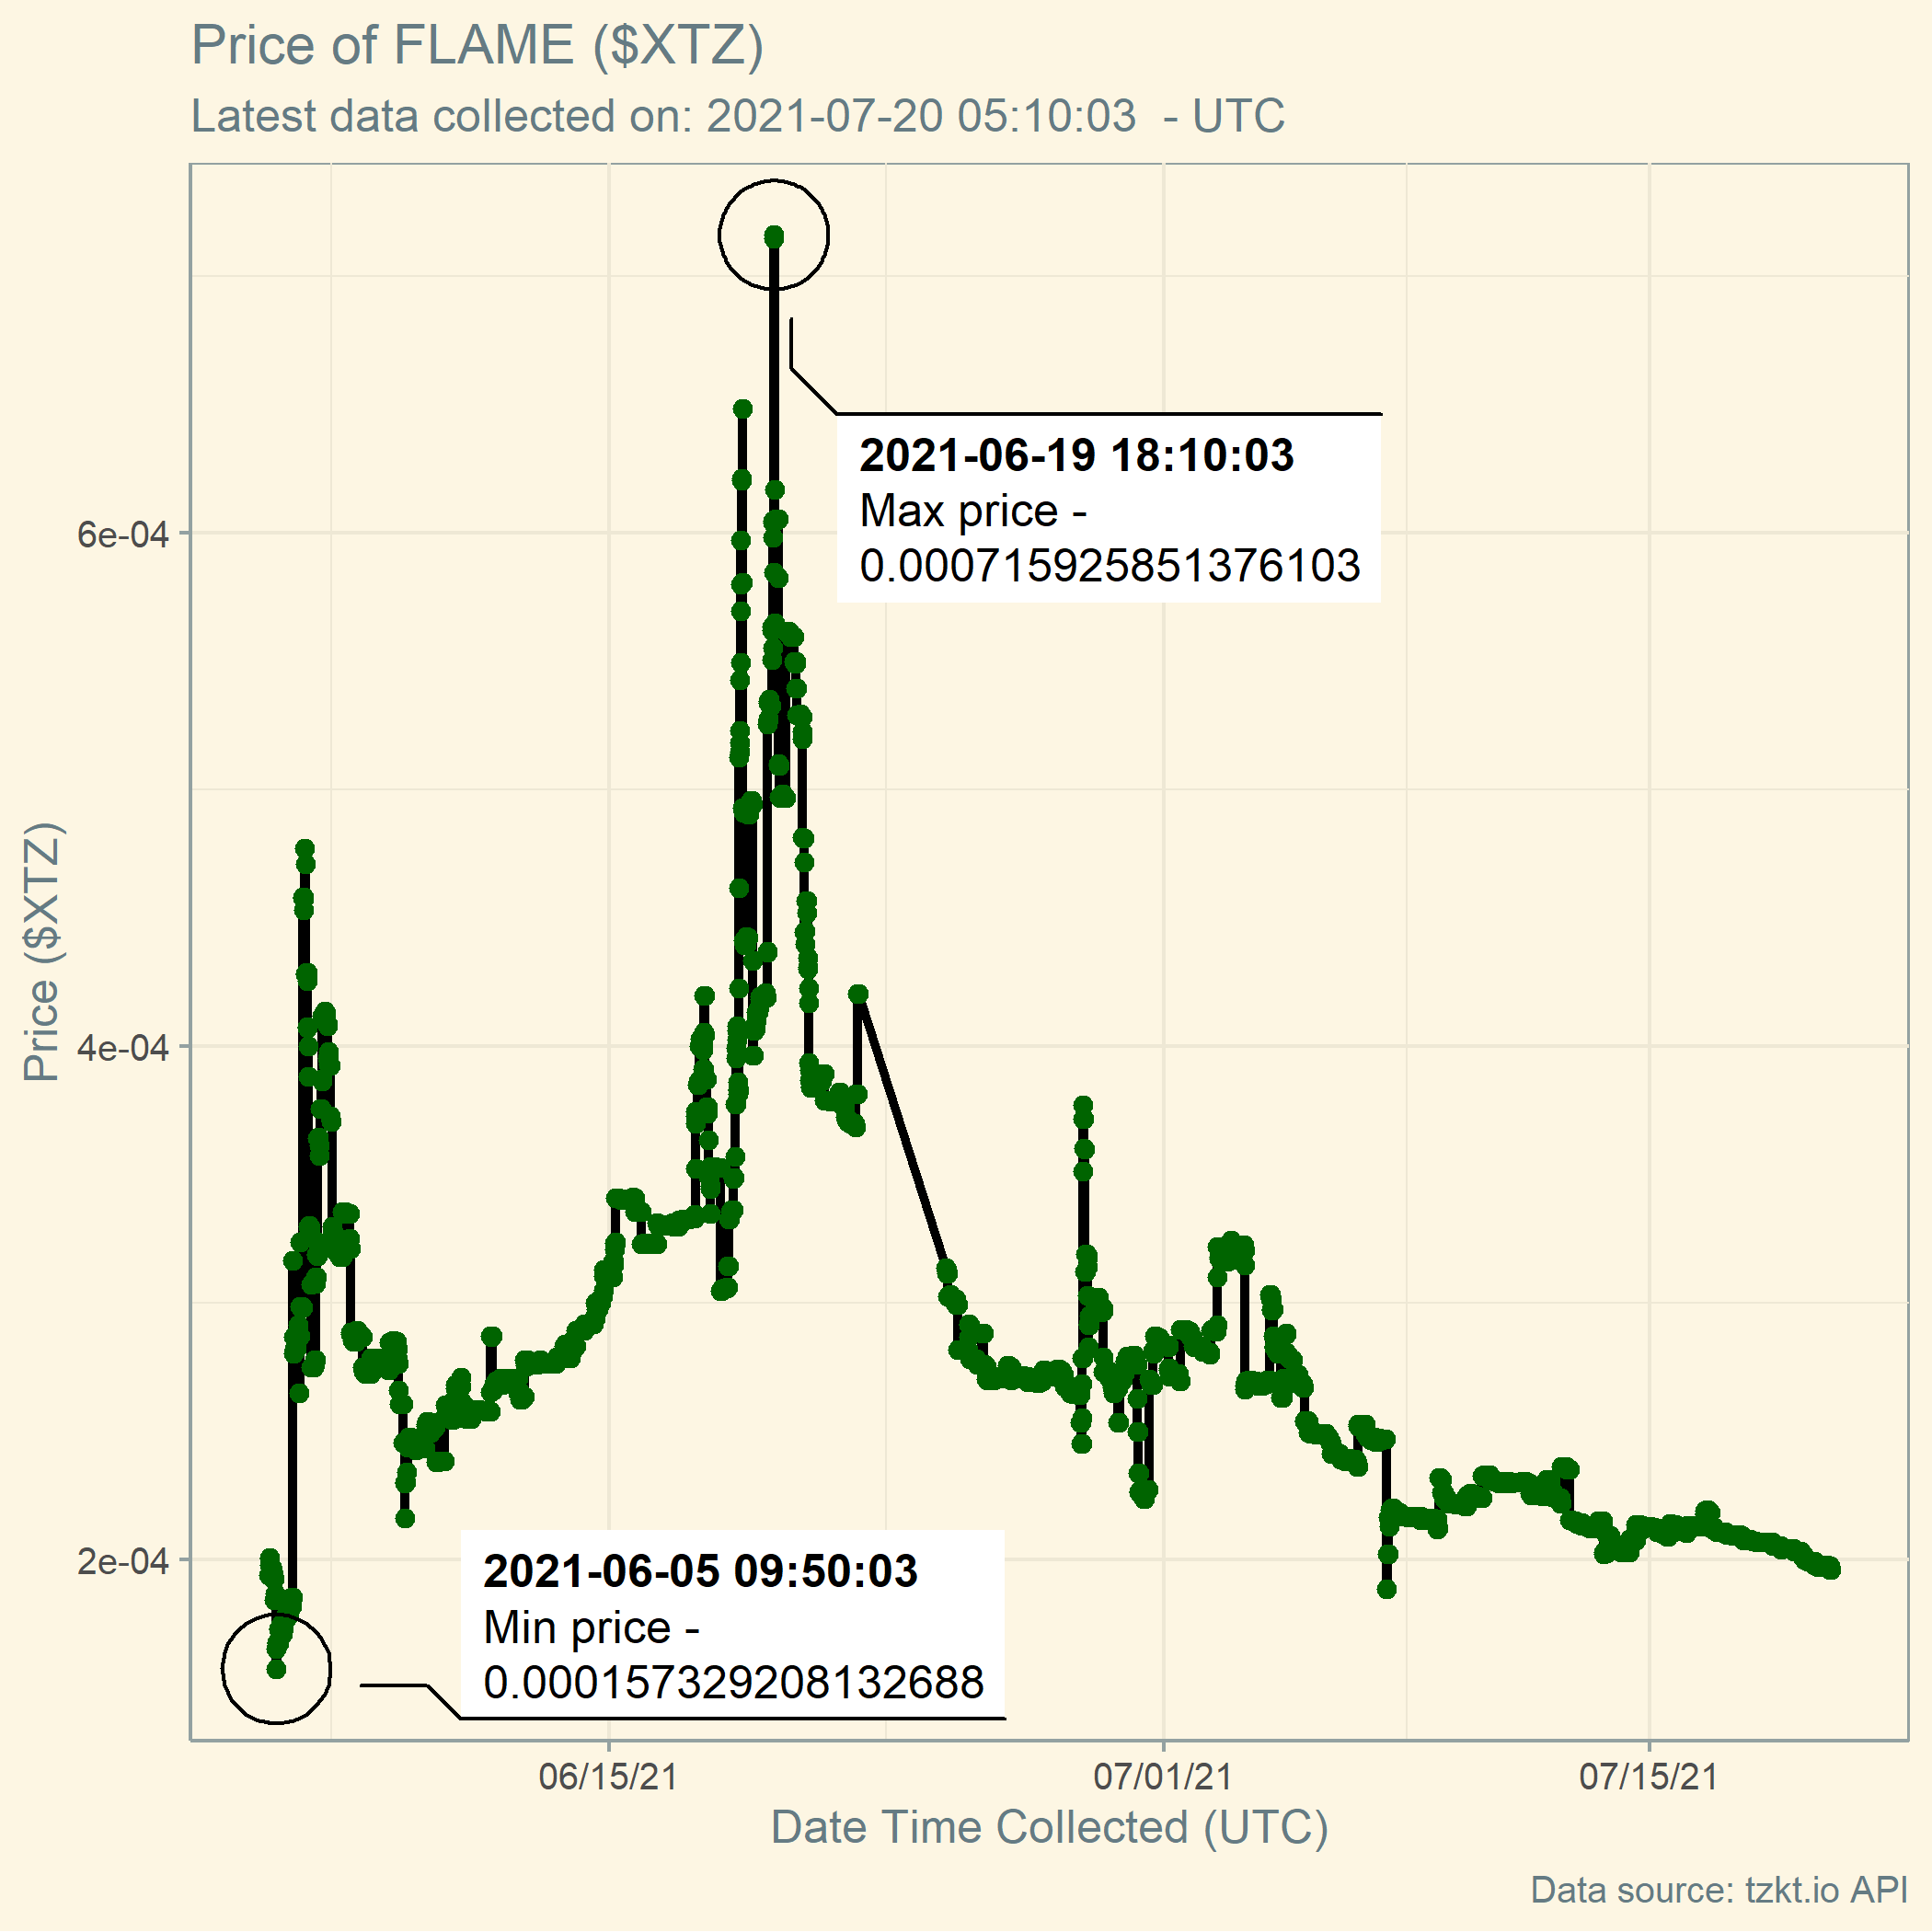 Price of FLAME ($XTZ)
Latest data collected on: 2021-07-20 05:10:03  - UTC
2021-06-19 18:10:03
Max price -
0.000715925851376103
6e-04
4e-04
2e-04
Price ($XTZ)
2021-06-05 09:50:03
Min price -
0.000157329208132688
06/15/21
07/01/21
07/15/21
Date Time Collected (UTC)
Data source: tzkt.io API